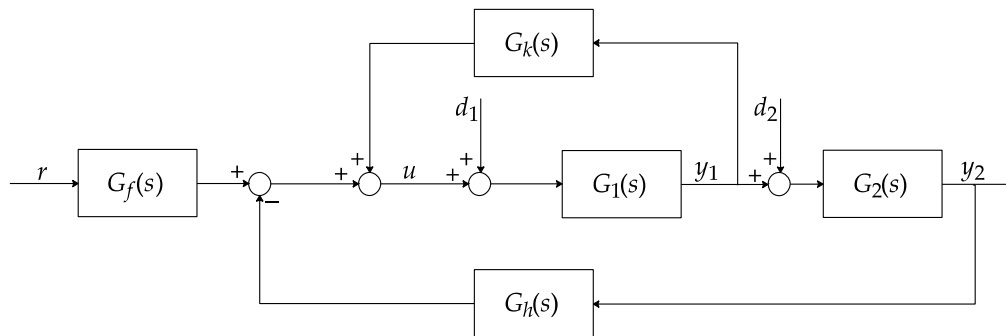 G_k(s)
d_1
d_2
+
+
+
r
G_f(s)
+
+
u
+
G_1(s)
y_1
+
G_2(s)
y_2
−
G_h(s)